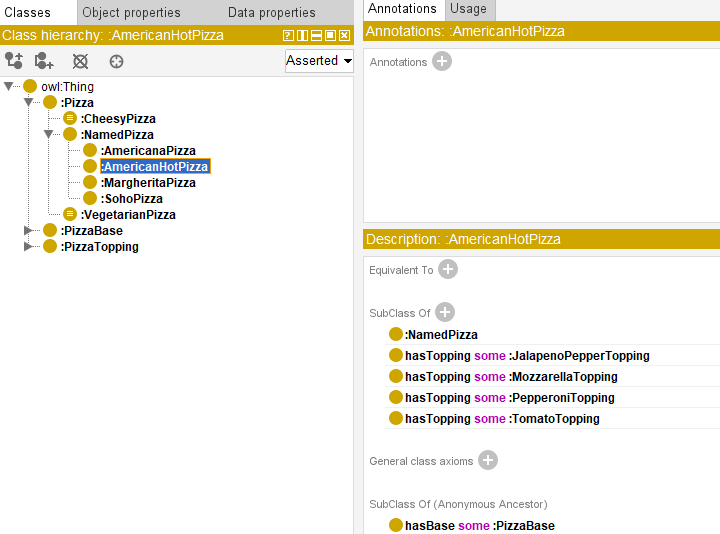 Classes Object properties Data properties
Class hierarchy: :AmericanHotPizza
Asserted
owl:Thing
:Pizza
:CheesyPizza
:NamedPizza
:AmericanaPizza
:AmericanHotPizza
:MargheritaPizza
:SohoPizza
:VegetarianPizza
:PizzaBase
:PizzaTopping
Annotations Usage
Annotations: :AmericanHotPizza
Annotations
Description: :AmericanHotPizza
Equivalent To
SubClass Of
:NamedPizza
hasTopping some :JalapenoPepperTopping
hasTopping some :MozzarellaTopping
hasTopping some :PepperoniTopping
hasTopping some :TomatoTopping
General class axioms
SubClass Of (Anonymous Ancestor)
hasBase some :PizzaBase